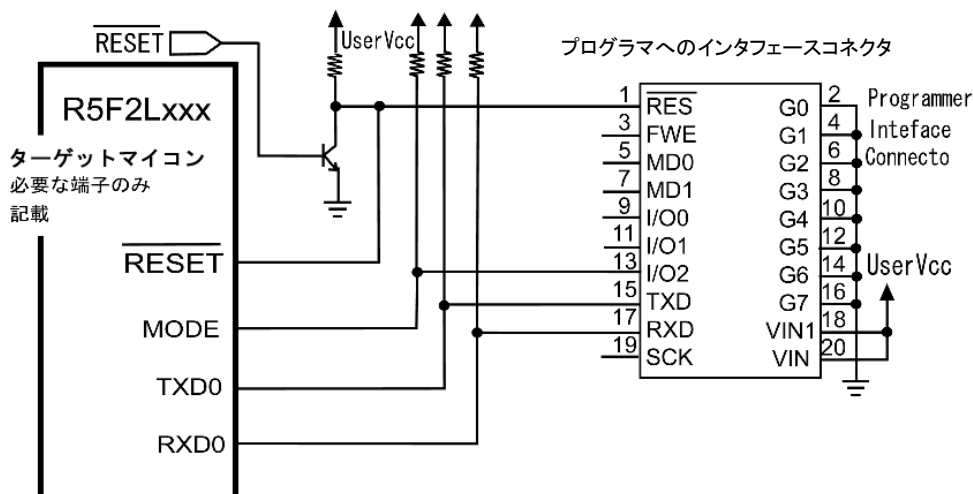 RESET
UserVcc
プログラマへのインタフェースコネクタ
R5F2Lxxx
ターゲットマイコン
必要な端子のみ
記載
RESET
MODE
TXD0
RXD0
1 RES
3 FWE
5 MD0
7 MD1
9 I/O0
11 I/O1
13 I/O2
15 TXD
17 RXD
19 SCK
G0 2
G1 4
G2 6
G3 8
G4 10
G5 12
G6 14
G7 16
VIN1 18
VIN 20
Programmer
Inteface
Connecto
UserVcc